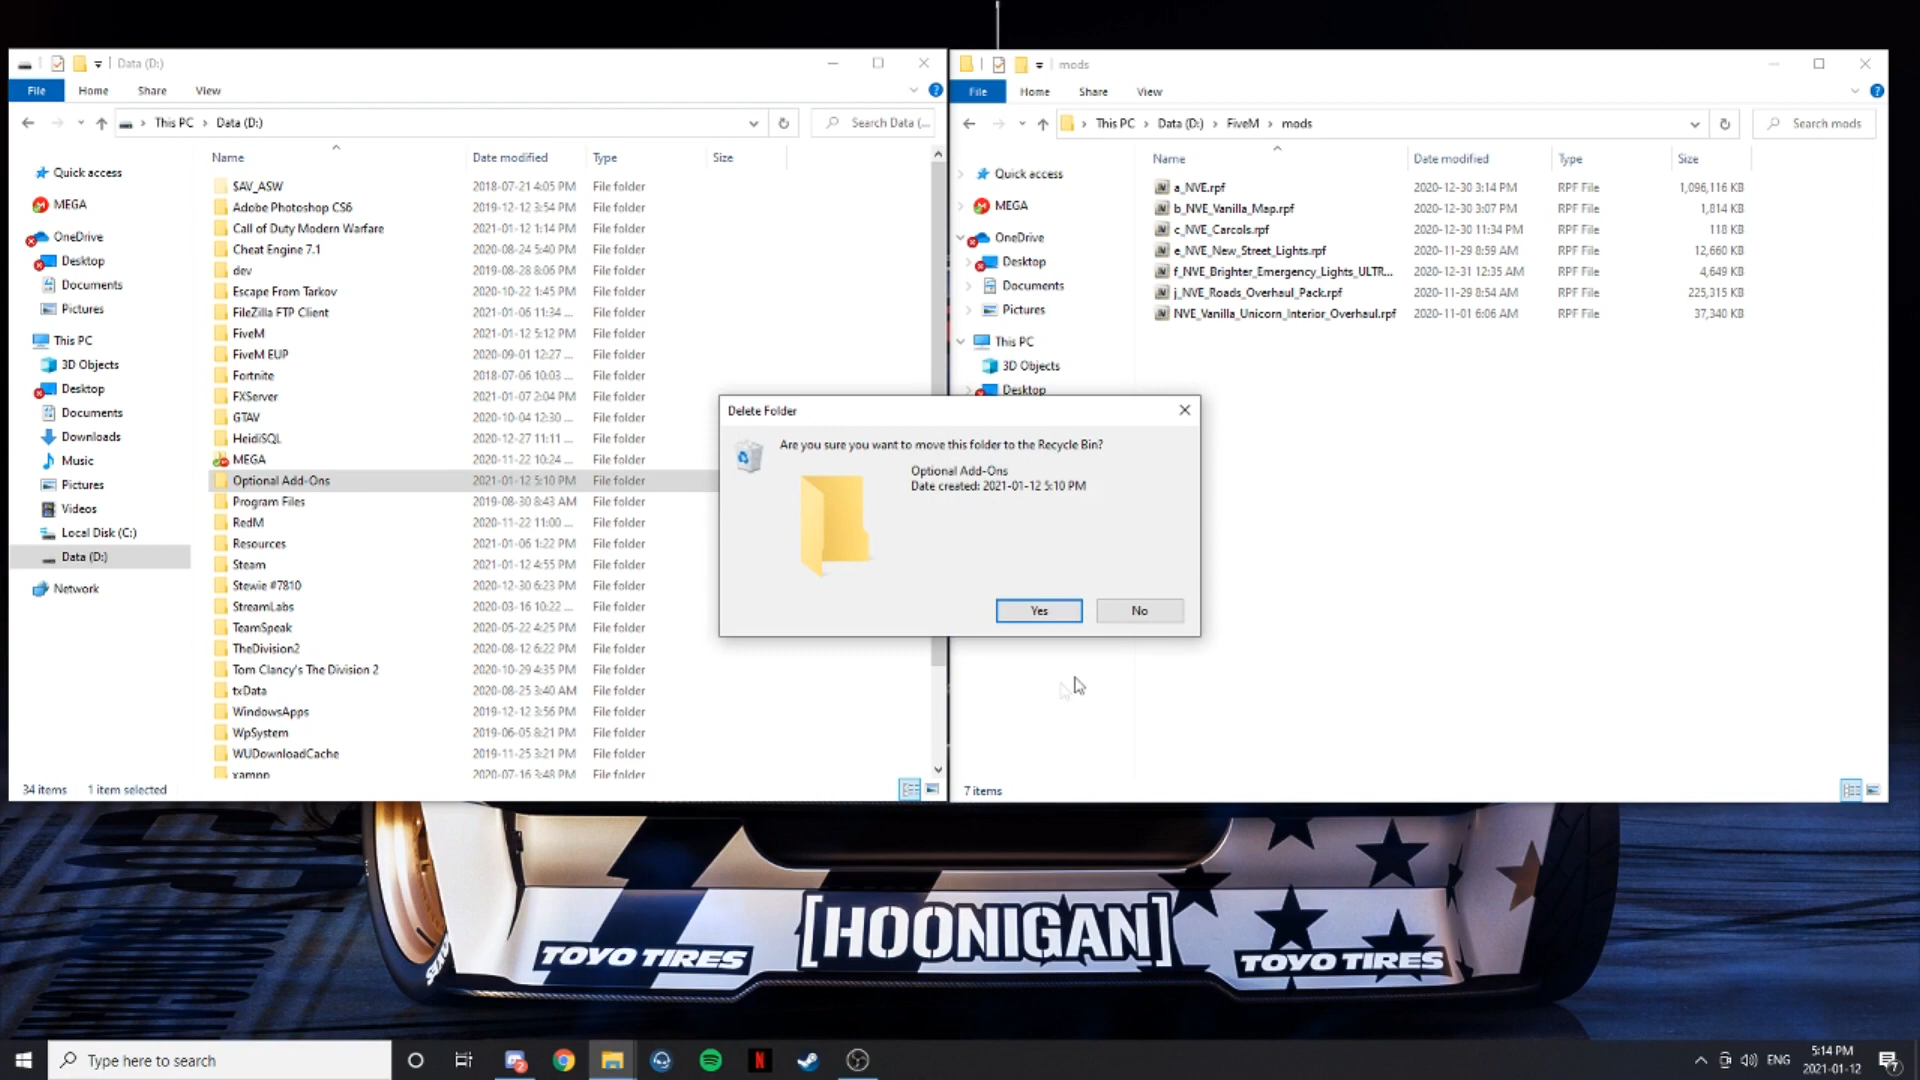 Data (D:)
File Home Share View
This PC > Data (D:)
Search Data (...
Name Date modified Type Size
Quick access
MEGA
OneDrive
Desktop
Documents
Pictures
This PC
3D Objects
Desktop
Documents
Downloads
Music
Pictures
Videos
Local Disk (C:)
Data (D:)
Network
$AV_ASW 2018-07-21 4:05 PM File folder
Adobe Photoshop CS6 2019-12-12 3:54 PM File folder
Call of Duty Modern Warfare 2021-01-12 1:14 PM File folder
Cheat Engine 7.1 2020-08-24 5:40 PM File folder
dev 2019-08-28 8:06 PM File folder
Escape From Tarkov 2020-10-22 1:45 PM File folder
FileZilla FTP Client 2021-01-06 11:34 ... File folder
FiveM 2021-01-12 5:12 PM File folder
FiveM EUP 2020-09-01 12:27 ... File folder
Fortnite 2018-07-06 10:03 ... File folder
FXServer 2021-01-07 2:04 PM File folder
GTAV 2020-10-04 12:30 ... File folder
HeidiSQL 2020-12-27 11:11 ... File folder
MEGA 2020-11-22 10:24 ... File folder
Optional Add-Ons 2021-01-12 5:10 PM File folder
Program Files 2019-08-30 8:43 AM File folder
RedM 2020-11-22 11:00 ... File folder
Resources 2021-01-06 1:22 PM File folder
Steam 2021-01-12 4:55 PM File folder
Stewie #7810 2020-12-30 6:23 PM File folder
StreamLabs 2020-03-16 10:22 ... File folder
TeamSpeak 2020-05-22 4:25 PM File folder
TheDivision2 2020-08-12 6:22 PM File folder
Tom Clancy's The Division 2 2020-10-29 4:35 PM File folder
txData 2020-08-25 3:40 AM File folder
WindowsApps 2019-12-12 3:56 PM File folder
WpSystem 2019-06-05 8:21 PM File folder
WUDownloadCache 2019-11-25 3:21 PM File folder
xampp 2020-07-16 3:48 PM File folder
34 items 1 item selected
mods
File Home Share View
This PC > Data (D:) > FiveM > mods
Search mods
Name Date modified Type Size
Quick access
MEGA
OneDrive
Desktop
Documents
Pictures
This PC
3D Objects
Desktop
a_NVE.rpf 2020-12-30 3:14 PM RPF File 1,096,116 KB
b_NVE_Vanilla_Map.rpf 2020-12-30 3:07 PM RPF File 1,814 KB
c_NVE_Carcols.rpf 2020-12-30 11:34 PM RPF File 118 KB
e_NVE_New_Street_Lights.rpf 2020-11-29 8:59 AM RPF File 12,660 KB
f_NVE_Brighter_Emergency_Lights_ULTR... 2020-12-31 12:35 AM RPF File 4,649 KB
j_NVE_Roads_Overhaul_Pack.rpf 2020-11-29 8:54 AM RPF File 225,315 KB
NVE_Vanilla_Unicorn_Interior_Overhaul.rpf 2020-11-01 6:06 AM RPF File 37,340 KB
7 items
Delete Folder
Are you sure you want to move this folder to the Recycle Bin?
Optional Add-Ons
Date created: 2021-01-12 5:10 PM
Yes No
[HOONIGAN]
TOYO TIRES
TOYO TIRES
Type here to search
ENG
5:14 PM
2021-01-12
7